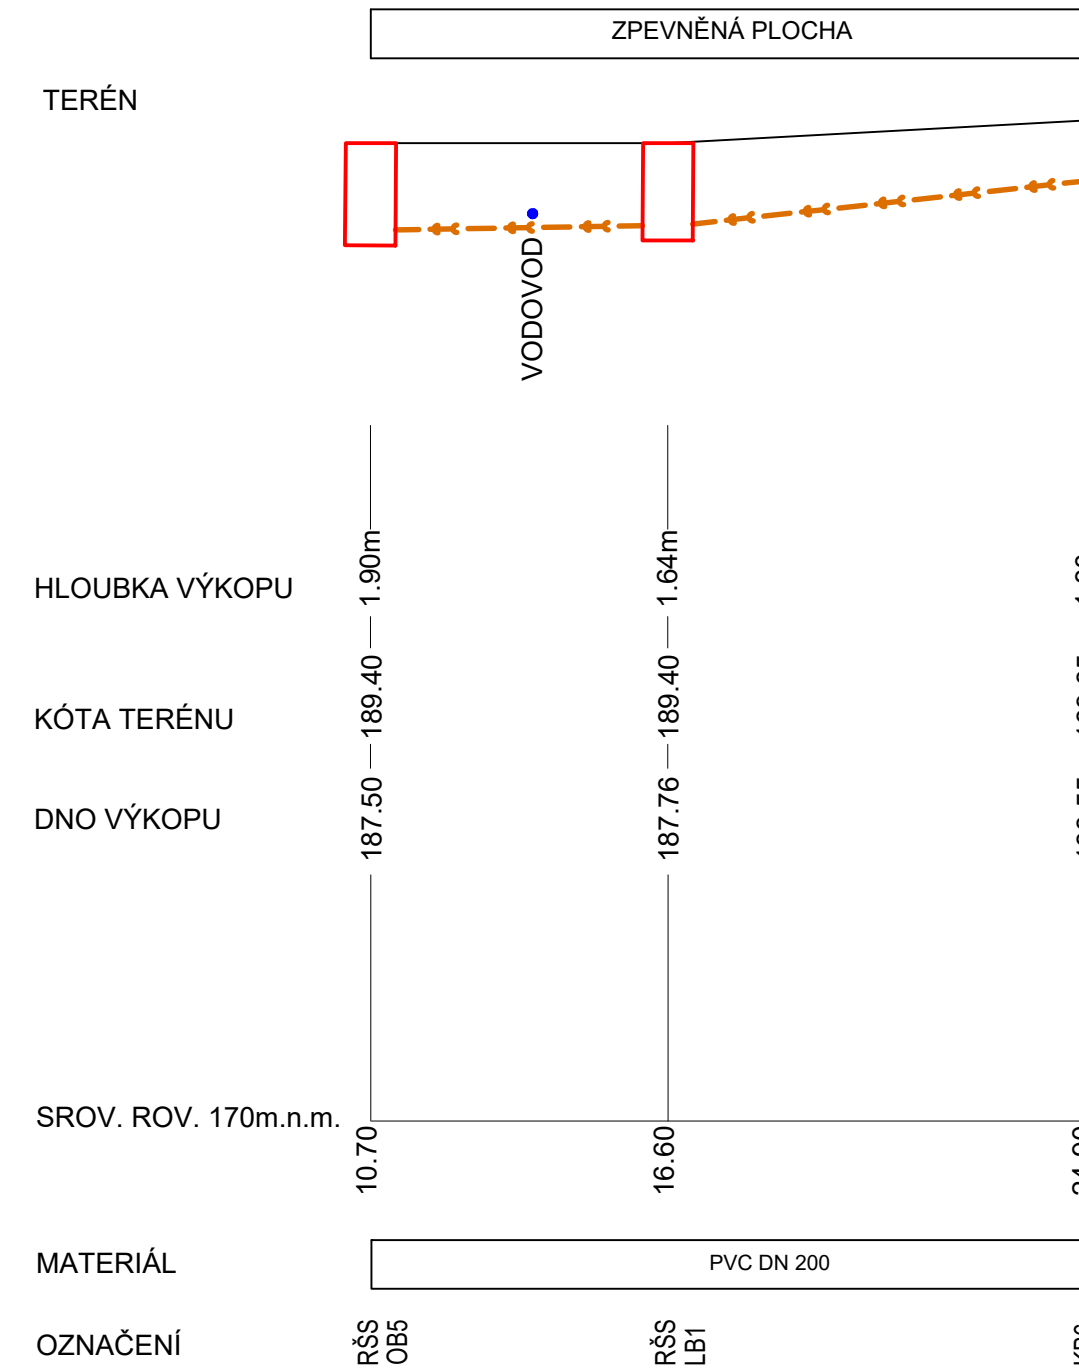 ZPEVNĚNÁ PLOCHA
TERÉN
VODOVOD
HLOUBKA VÝKOPU
1.90m
1.64m
KÓTA TERÉNU
189.40
189.40
DNO VÝKOPU
187.50
187.76
SROV. ROV. 170m.n.m.
10.70
16.60
MATERIÁL
PVC DN 200
OZNAČENÍ
RŠS
OB5
RŠS
LB1